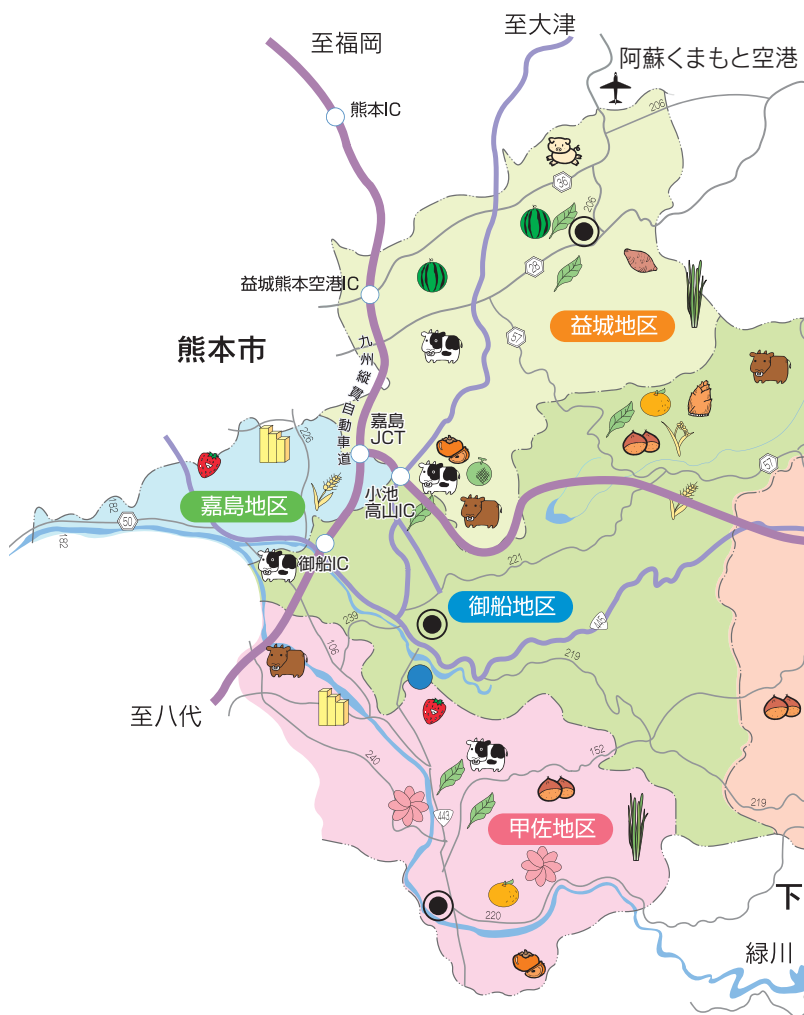 至福岡
至大津
阿蘇くまもと空港
熊本IC
206
36
206
28
益城熊本空港IC
益城地区
57
熊本市
九州縦貫自動車道
嘉島
JCT
226
57
小池
高山IC
嘉島地区
182
50
182
御船IC
221
御船地区
445
239
106
219
至八代
152
240
219
443
甲佐地区
220
下
緑川